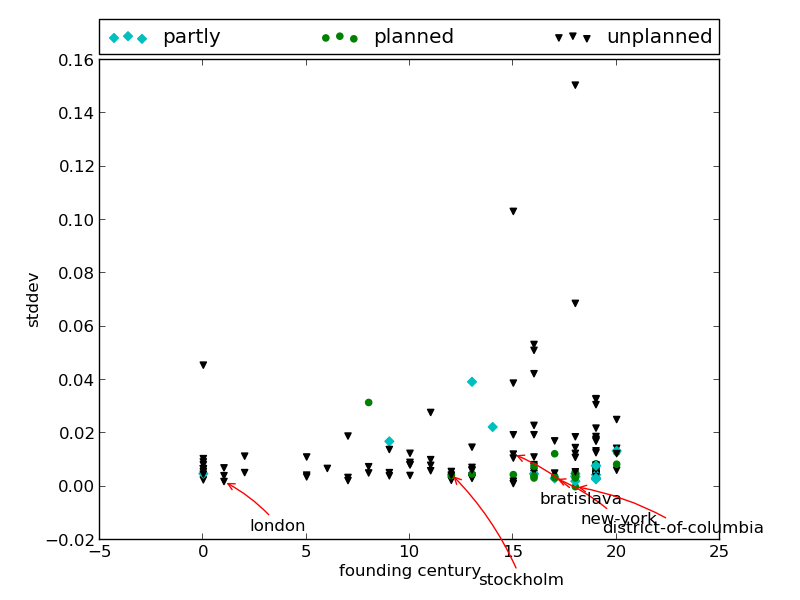 partly planned unplanned
0.16
0.14
0.12
0.10
0.08
0.06
0.04
0.02
0.00
−0.02
stddev
bratislava
new-york
london
district-of-columbia
−5 0 5 10 15 20 25
founding century
stockholm